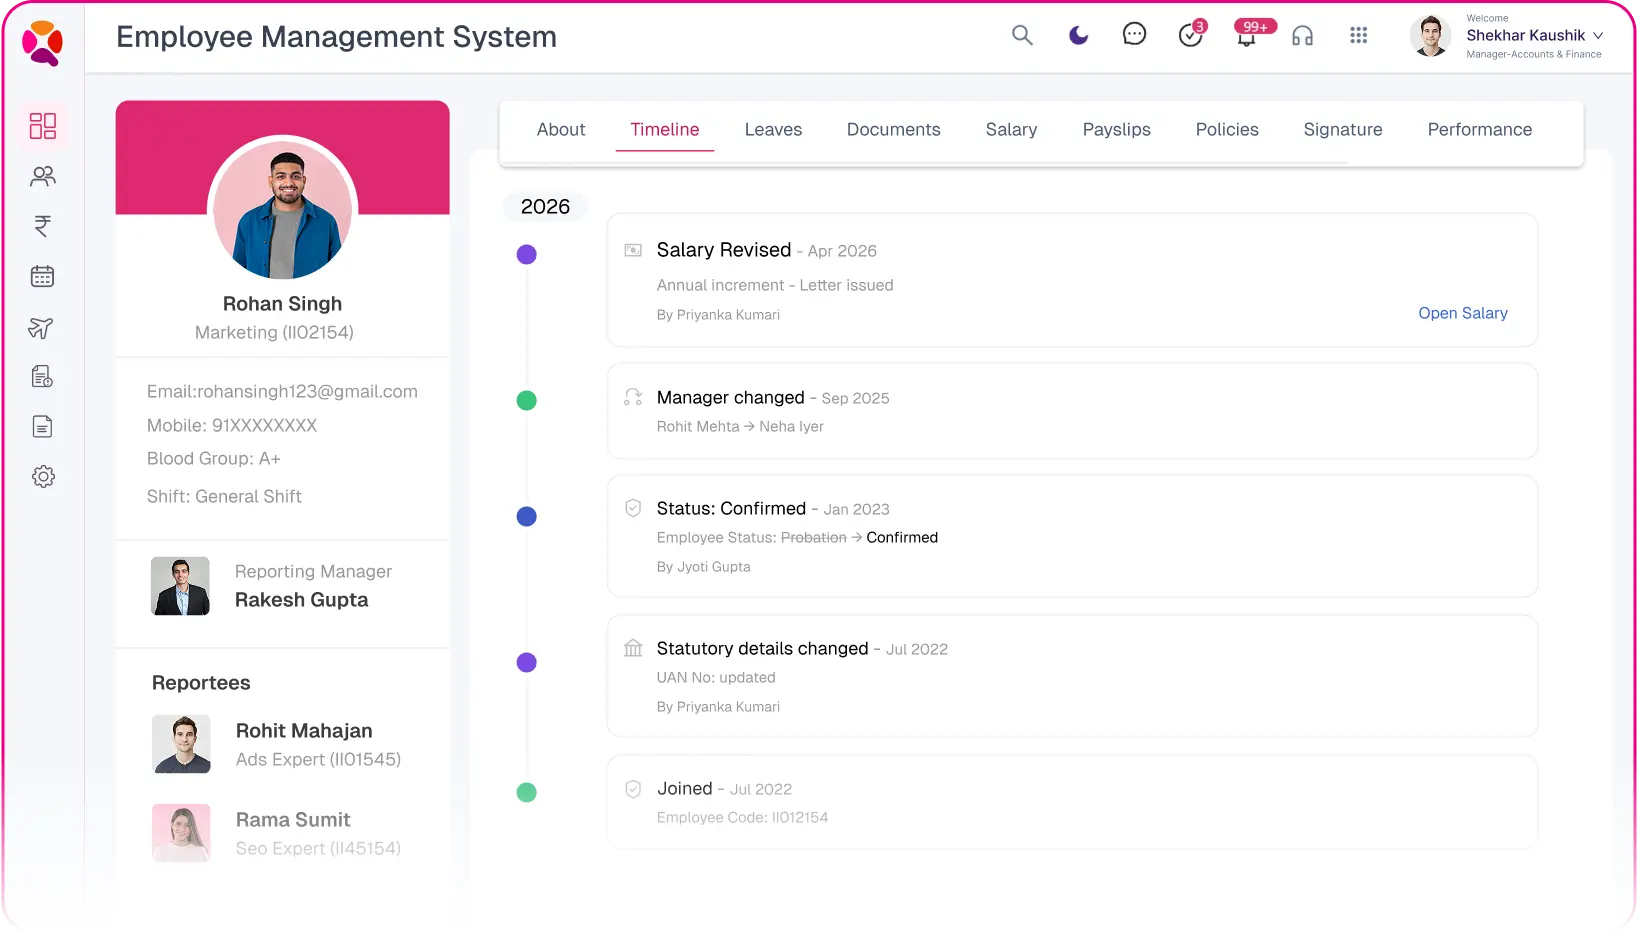 Employee Management System
3
99+
Welcome
Shekhar Kaushik
Manager-Accounts & Finance
Rohan Singh
Marketing (II02154)
Email:rohansingh123@gmail.com
Mobile: 91XXXXXXXX
Blood Group: A+
Shift: General Shift
Reporting Manager
Rakesh Gupta
Reportees
Rohit Mahajan
Ads Expert (II01545)
Rama Sumit
Seo Expert (II45154)
About Timeline Leaves Documents Salary Payslips Policies Signature Performance
2026
Salary Revised - Apr 2026
Annual increment - Letter issued
By Priyanka Kumari
Open Salary
Manager changed - Sep 2025
Rohit Mehta → Neha Iyer
Status: Confirmed - Jan 2023
Employee Status: Probation → Confirmed
By Jyoti Gupta
Statutory details changed - Jul 2022
UAN No: updated
By Priyanka Kumari
Joined - Jul 2022
Employee Code: II012154